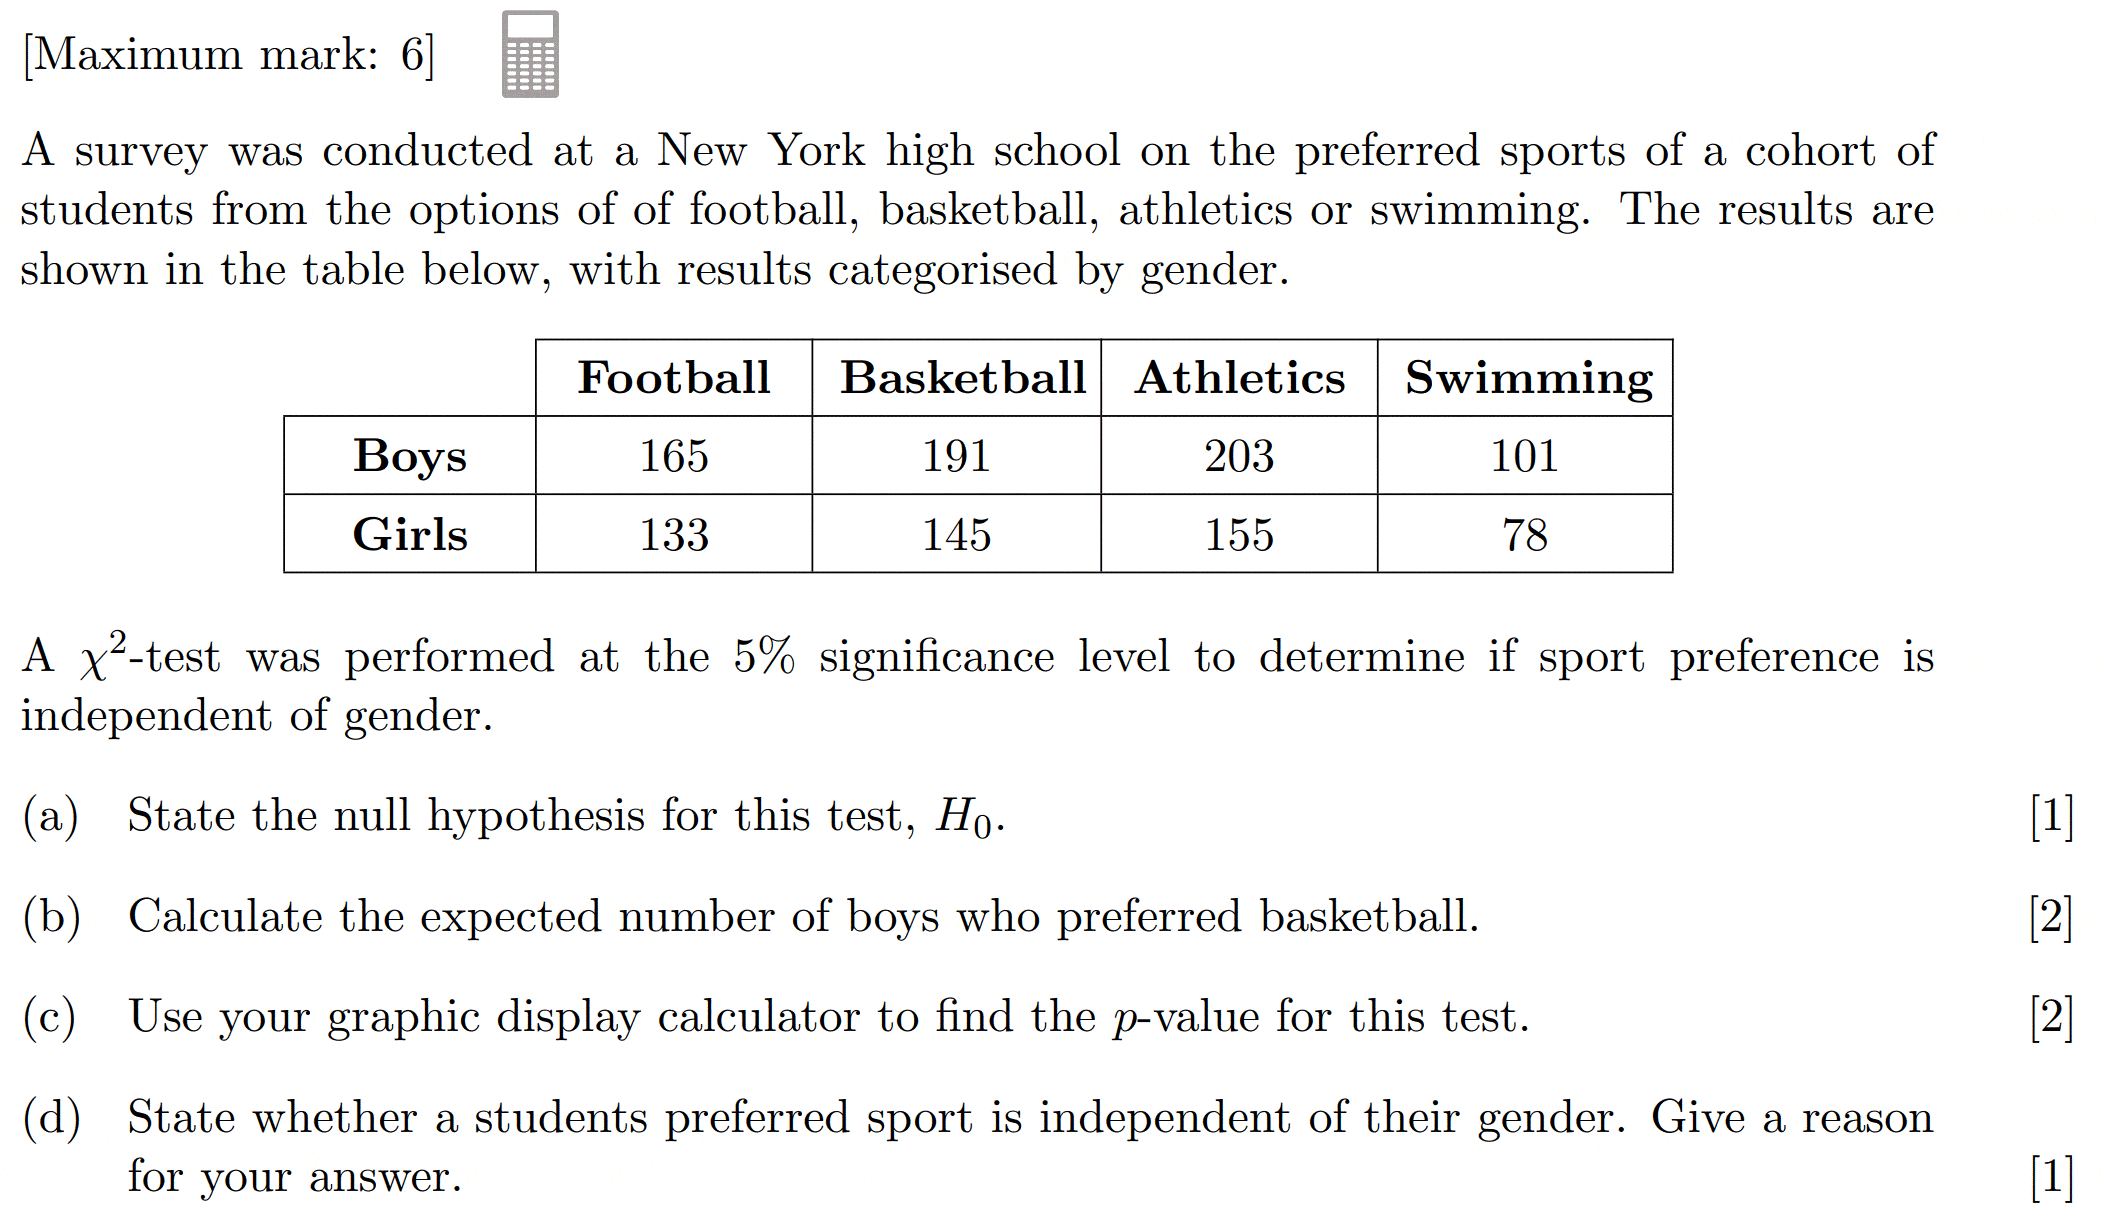 [Maximum mark: 6]
A survey was conducted at a New York high school on the preferred sports of a cohort of
students from the options of of football, basketball, athletics or swimming. The results are
shown in the table below, with results categorised by gender.
Football Basketball Athletics Swimming
Boys 165 191 203 101
Girls 133 145 155 78
A χ²-test was performed at the 5% significance level to determine if sport preference is
independent of gender.
(a) State the null hypothesis for this test, H₀. [1]
(b) Calculate the expected number of boys who preferred basketball. [2]
(c) Use your graphic display calculator to find the p-value for this test. [2]
(d) State whether a students preferred sport is independent of their gender. Give a reason
for your answer. [1]